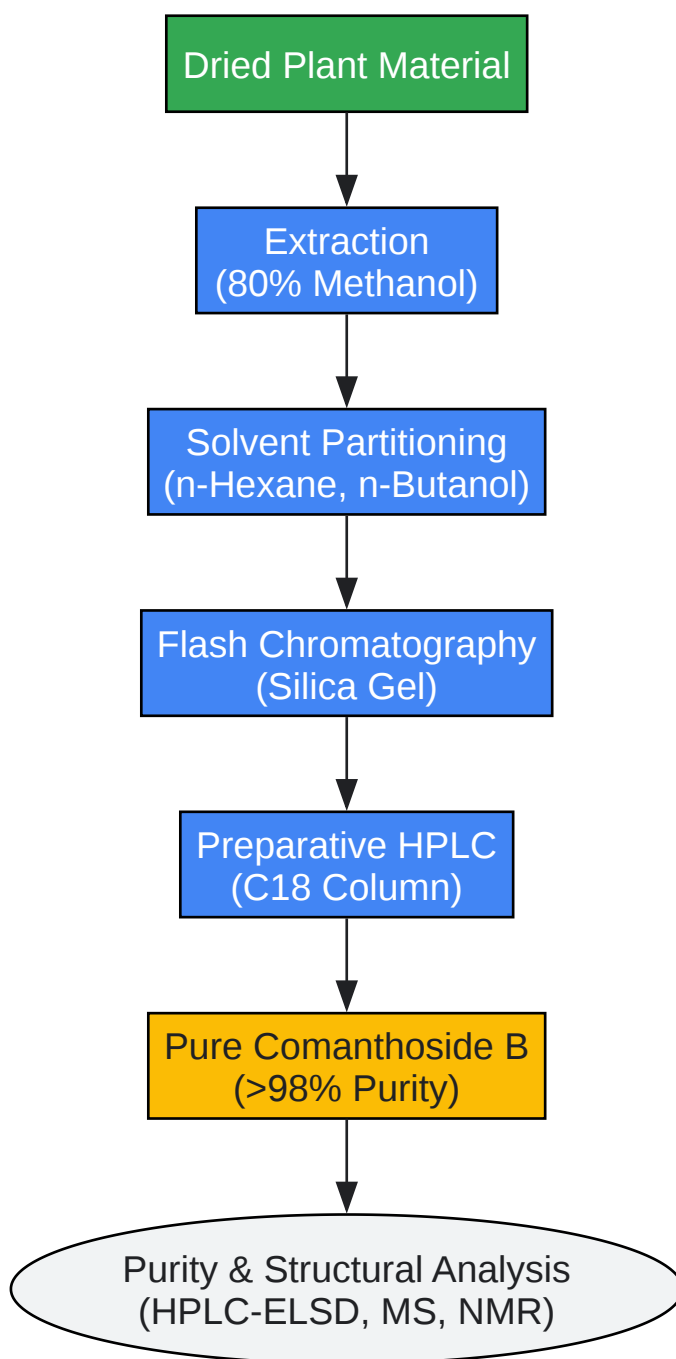 Dried Plant Material
Extraction
(80% Methanol)
Solvent Partitioning
(n-Hexane, n-Butanol)
Flash Chromatography
(Silica Gel)
Preparative HPLC
(C18 Column)
Pure Comanthoside B
(>98% Purity)
Purity & Structural Analysis
(HPLC-ELSD, MS, NMR)